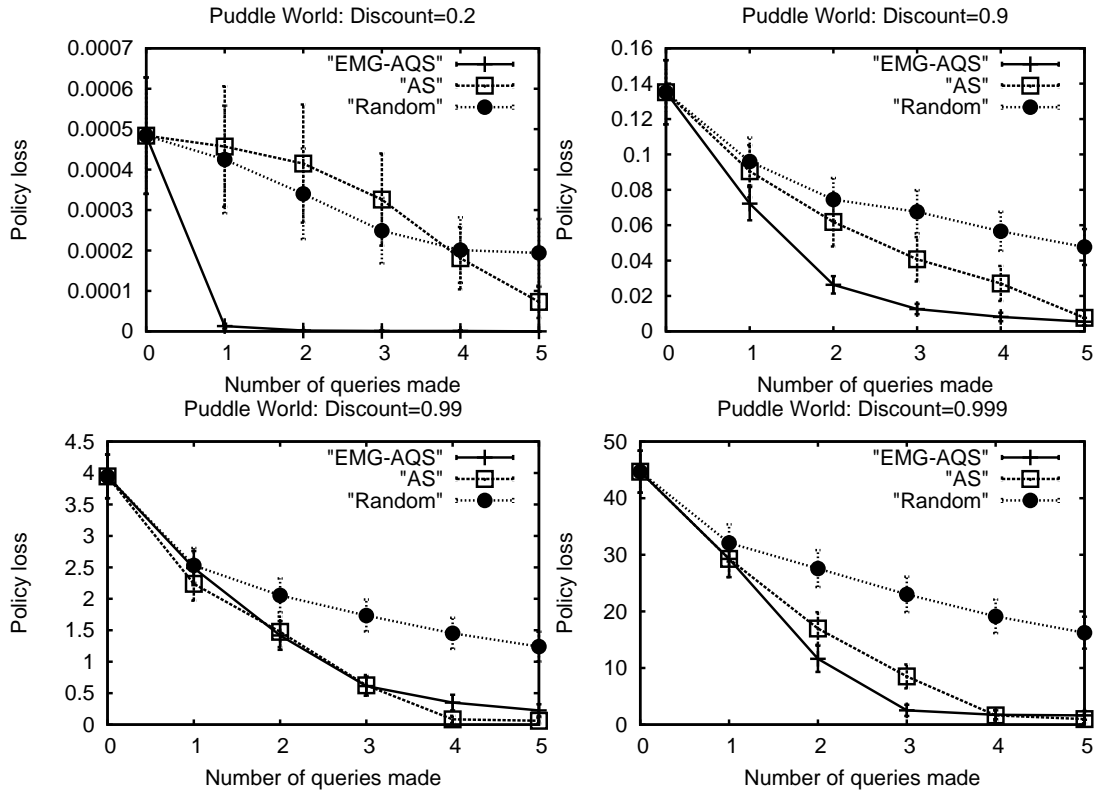 Puddle World: Discount=0.2
0.0007
0.0006
0.0005
0.0004
0.0003
0.0002
0.0001
0
0 1 2 3 4 5
Policy loss
Number of queries made
"EMG-AQS"
"AS"
"Random"
Puddle World: Discount=0.9
0.16
0.14
0.12
0.1
0.08
0.06
0.04
0.02
0
0 1 2 3 4 5
Policy loss
Number of queries made
"EMG-AQS"
"AS"
"Random"
Puddle World: Discount=0.99
4.5
4
3.5
3
2.5
2
1.5
1
0.5
0
0 1 2 3 4 5
Policy loss
Number of queries made
"EMG-AQS"
"AS"
"Random"
Puddle World: Discount=0.999
50
40
30
20
10
0
0 1 2 3 4 5
Policy loss
Number of queries made
"EMG-AQS"
"AS"
"Random"